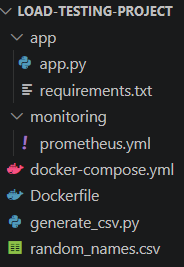 LOAD-TESTING-PROJECT
app
app.py
requirements.txt
monitoring
prometheus.yml
docker-compose.yml
Dockerfile
generate_csv.py
random_names.csv